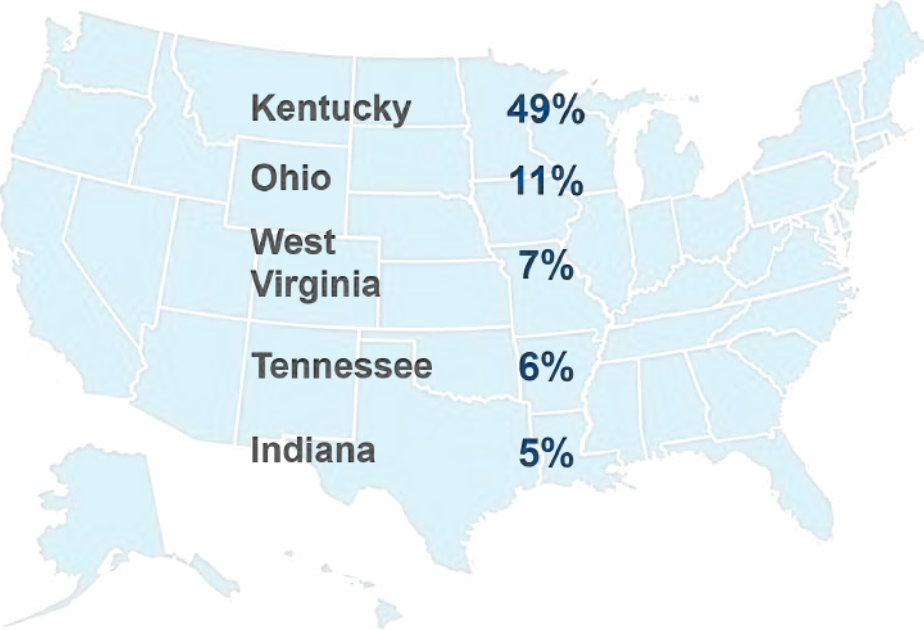 Kentucky 49%
Ohio 11%
West
Virginia 7%
Tennessee 6%
Indiana 5%